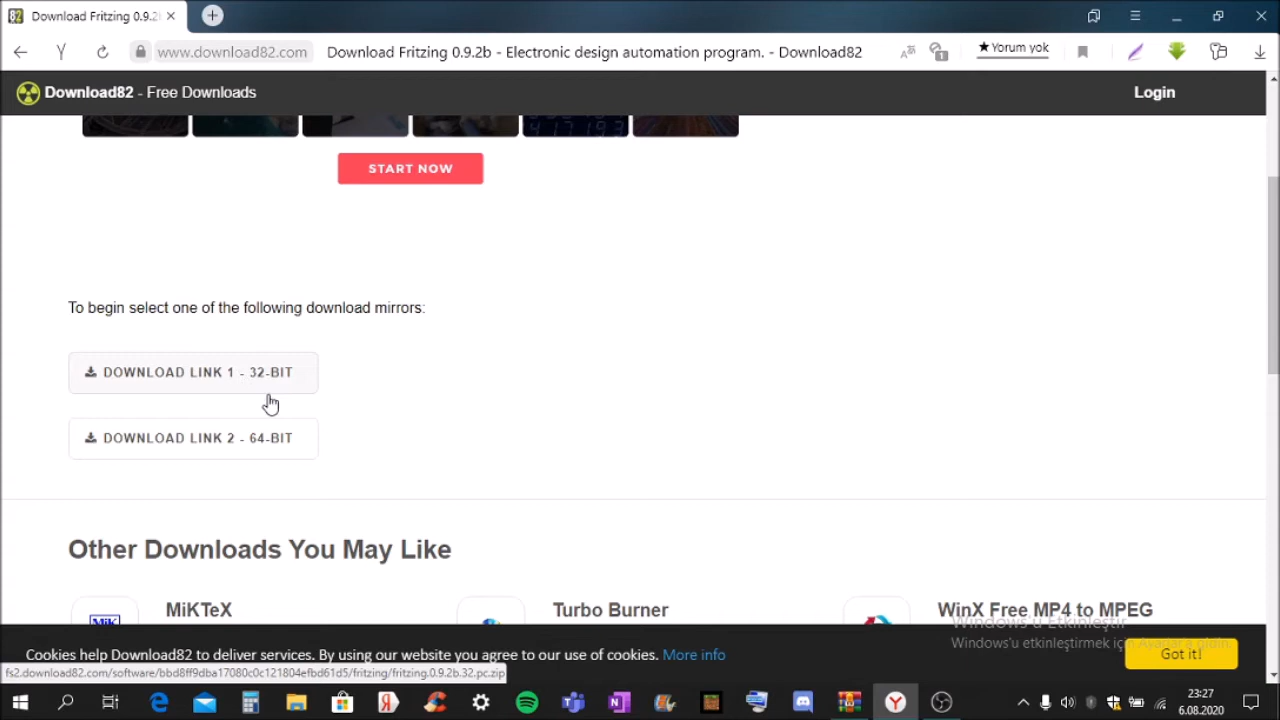 Download Fritzing 0.9.2b
www.download82.com
Download Fritzing 0.9.2b - Electronic design automation program. - Download82
★Yorum yok
Download82 - Free Downloads
Login
START NOW
To begin select one of the following download mirrors:
DOWNLOAD LINK 1 - 32-BIT
DOWNLOAD LINK 2 - 64-BIT
Other Downloads You May Like
MiKTeX
Turbo Burner
WinX Free MP4 to MPEG
Windows'u Etkinleştir
Windows'u etkinleştirmek için Ayarlar'a gidin.
Cookies help Download82 to deliver services. By using our website you agree to our use of cookies. More info
Got it!
fs2.download82.com/software/bbd8ff9dba17080c0c121804efbd61d5/fritzing/fritzing.0.9.2b.32.pc.zip
23:27
6.08.2020